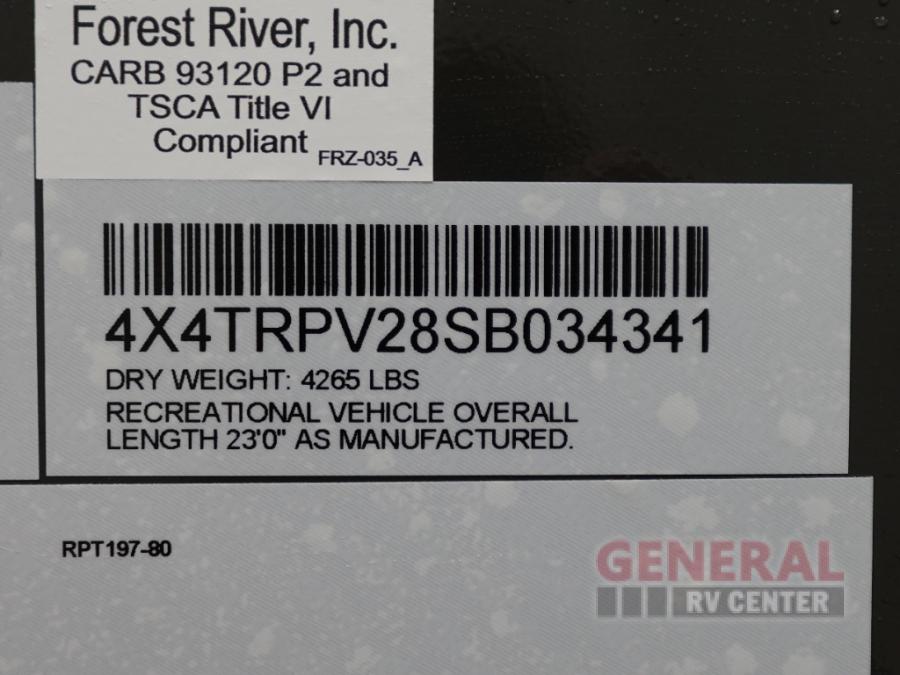 Forest River, Inc.
CARB 93120 P2 and
TSCA Title VI
Compliant
FRZ-035_A
4X4TRPV28SB034341
DRY WEIGHT: 4265 LBS
RECREATIONAL VEHICLE OVERALL
LENGTH 23'0" AS MANUFACTURED.
RPT197-80
GENERAL
RV CENTER